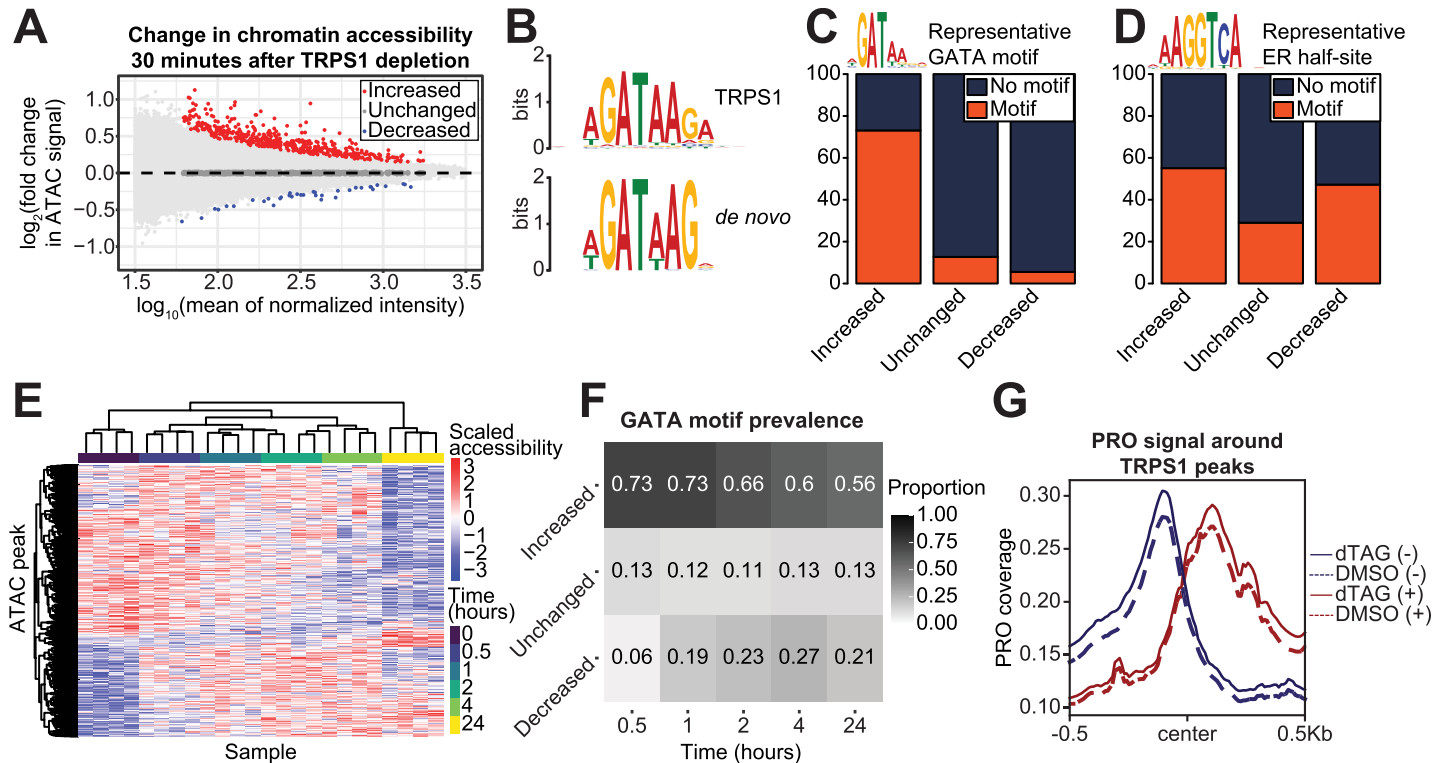 A
Change in chromatin accessibility
30 minutes after TRPS1 depletion
log2(fold change
in ATAC signal)
1.0
0.5
0.0
−0.5
−1.0
Increased
Unchanged
Decreased
1.5 2.0 2.5 3.0 3.5
log10(mean of normalized intensity)
B
2
1
0
bits
AGATAAGA
TRPS1
2
1
0
bits
AGATAAG
de novo
C
GATAA
Representative
GATA motif
100
80
60
40
20
0
No motif
Motif
Increased
Unchanged
Decreased
D
AAGGTCA
Representative
ER half-site
100
80
60
40
20
0
No motif
Motif
Increased
Unchanged
Decreased
E
ATAC peak
Sample
Scaled
accessibility
3
2
1
0
−1
−2
−3
Time
(hours)
0
0.5
1
2
4
24
F
GATA motif prevalence
Increased
0.73 0.73 0.66 0.6 0.56
Unchanged
0.13 0.12 0.11 0.13 0.13
Decreased
0.06 0.19 0.23 0.27 0.21
0.5 1 2 4 24
Time (hours)
Proportion
1.00
0.75
0.50
0.25
0.00
G
PRO signal around
TRPS1 peaks
PRO coverage
0.30
0.25
0.20
0.15
0.10
-0.5 center 0.5Kb
dTAG (-)
DMSO (-)
dTAG (+)
DMSO (+)